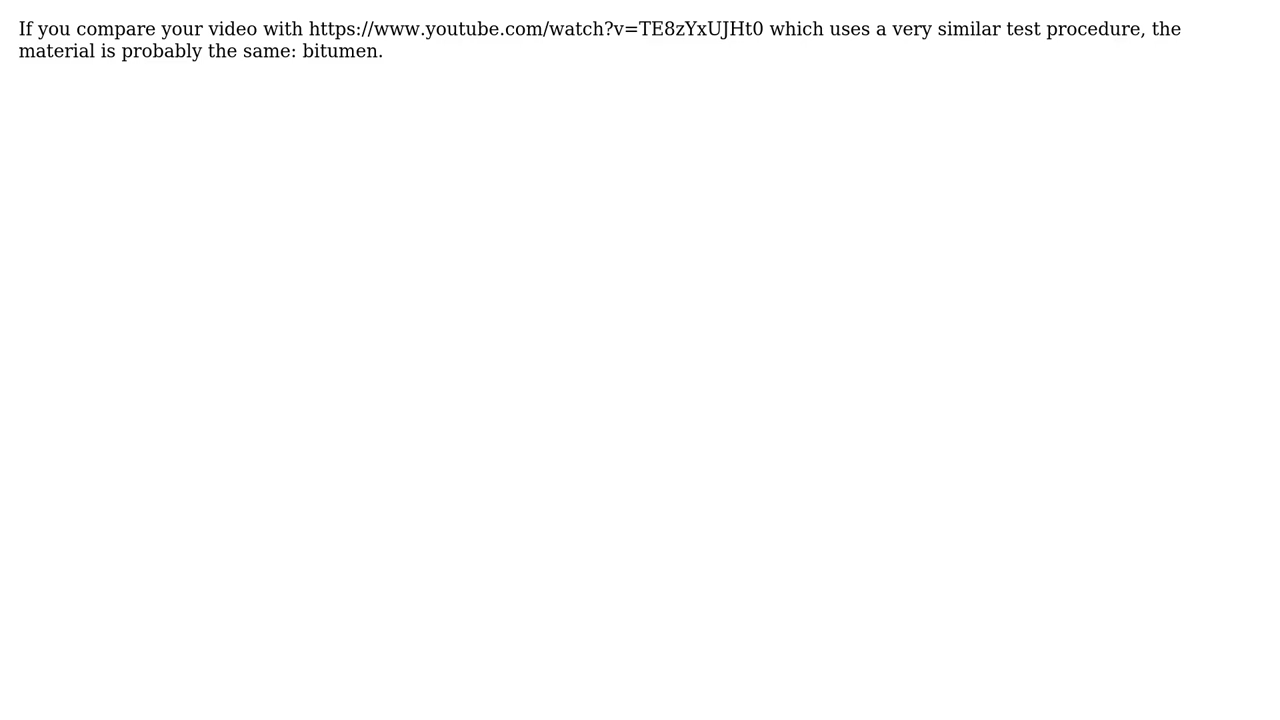 If you compare your video with https://www.youtube.com/watch?v=TE8zYxUJHt0 which uses a very similar test procedure, the
material is probably the same: bitumen.